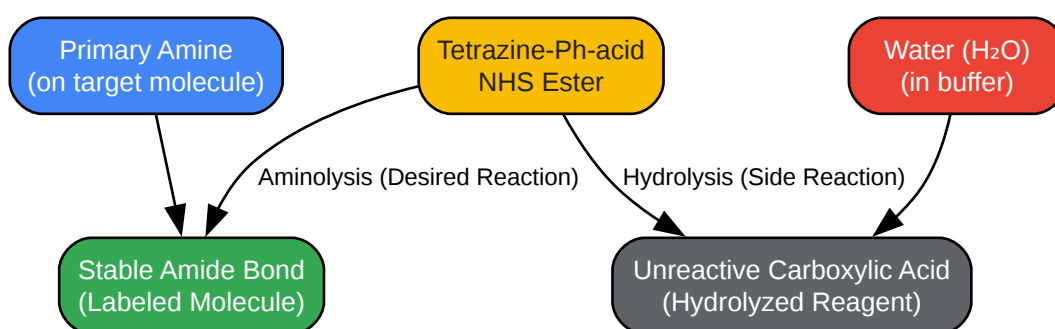 Primary Amine
(on target molecule)
Tetrazine-Ph-acid
NHS Ester
Water (H₂O)
(in buffer)
Aminolysis (Desired Reaction)
Hydrolysis (Side Reaction)
Stable Amide Bond
(Labeled Molecule)
Unreactive Carboxylic Acid
(Hydrolyzed Reagent)